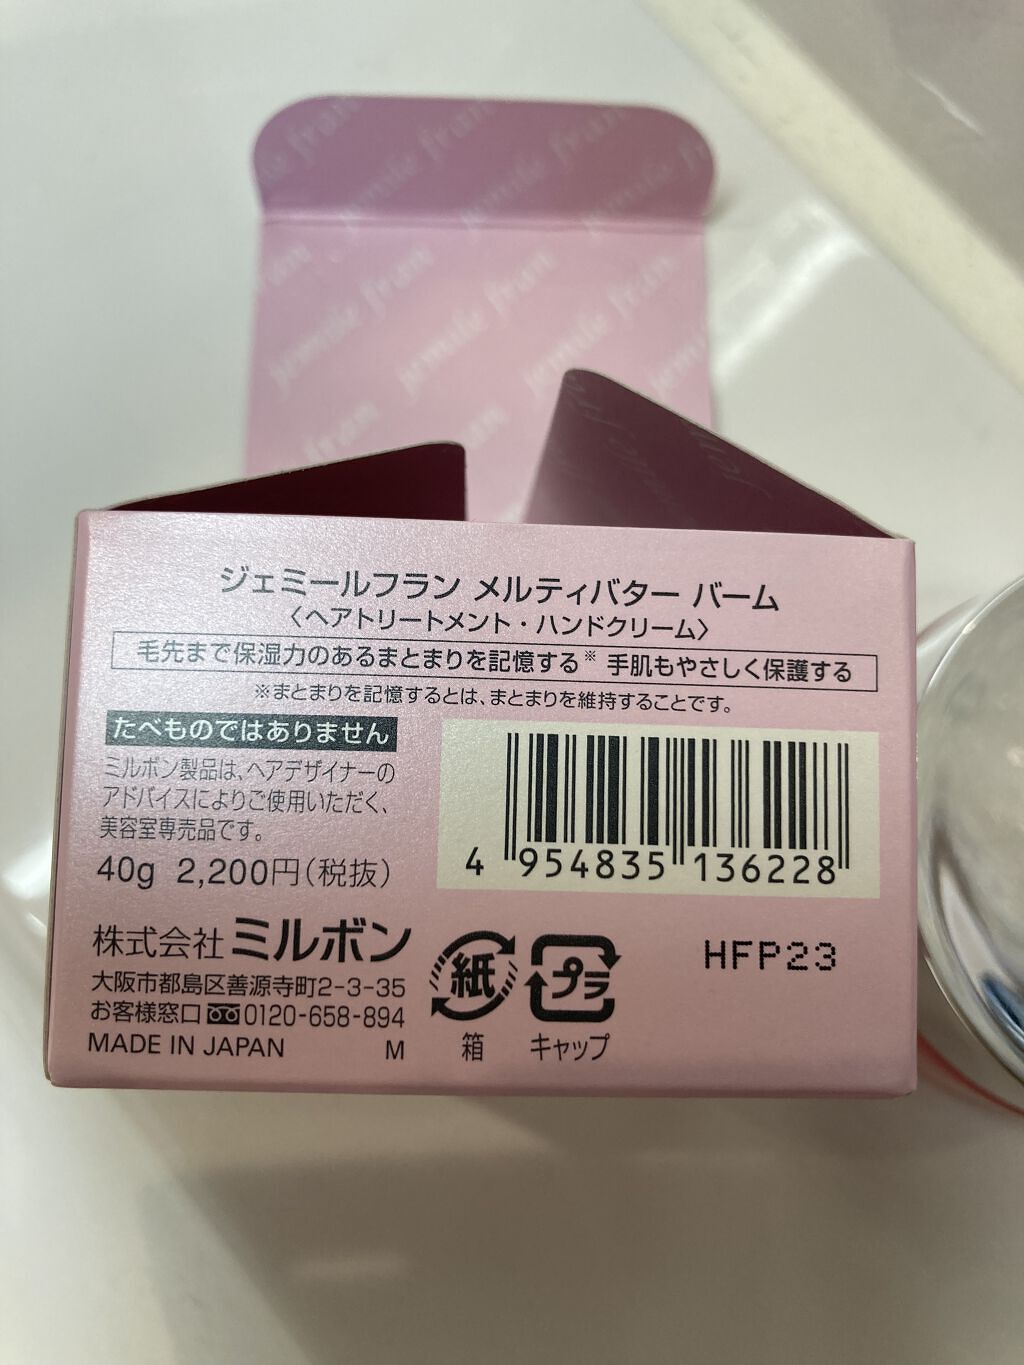 jemile fran
jemile fran
jemile fran
ジェミールフラン メルティバター バーム
〈ヘアトリートメント・ハンドクリーム〉
毛先まで保湿力のあるまとまりを記憶する※ 手肌もやさしく保護する
※まとまりを記憶するとは、まとまりを維持することです。
たべものではありません
ミルボン製品は、ヘアデザイナーの
アドバイスによりご使用いただく、
美容室専売品です。
40g 2,200円(税抜)
4 954835 136228
株式会社ミルボン
大阪市都島区善源寺町2-3-35
お客様窓口 0120-658-894
MADE IN JAPAN M
紙
箱
プラ
キャップ
HFP23